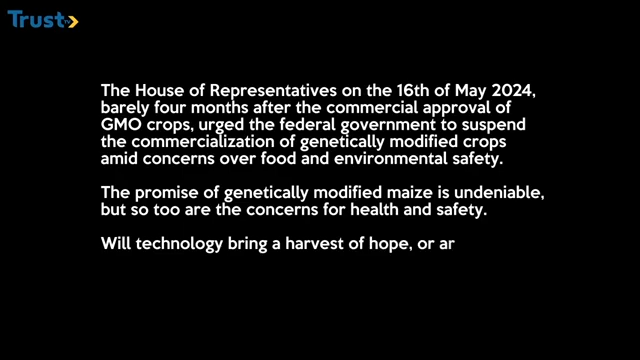 Trust TV
The House of Representatives on the 16th of May 2024,
barely four months after the commercial approval of
GMO crops, urged the federal government to suspend
the commercialization of genetically modified crops
amid concerns over food and environmental safety.
The promise of genetically modified maize is undeniable,
but so too are the concerns for health and safety.
Will technology bring a harvest of hope, or ar